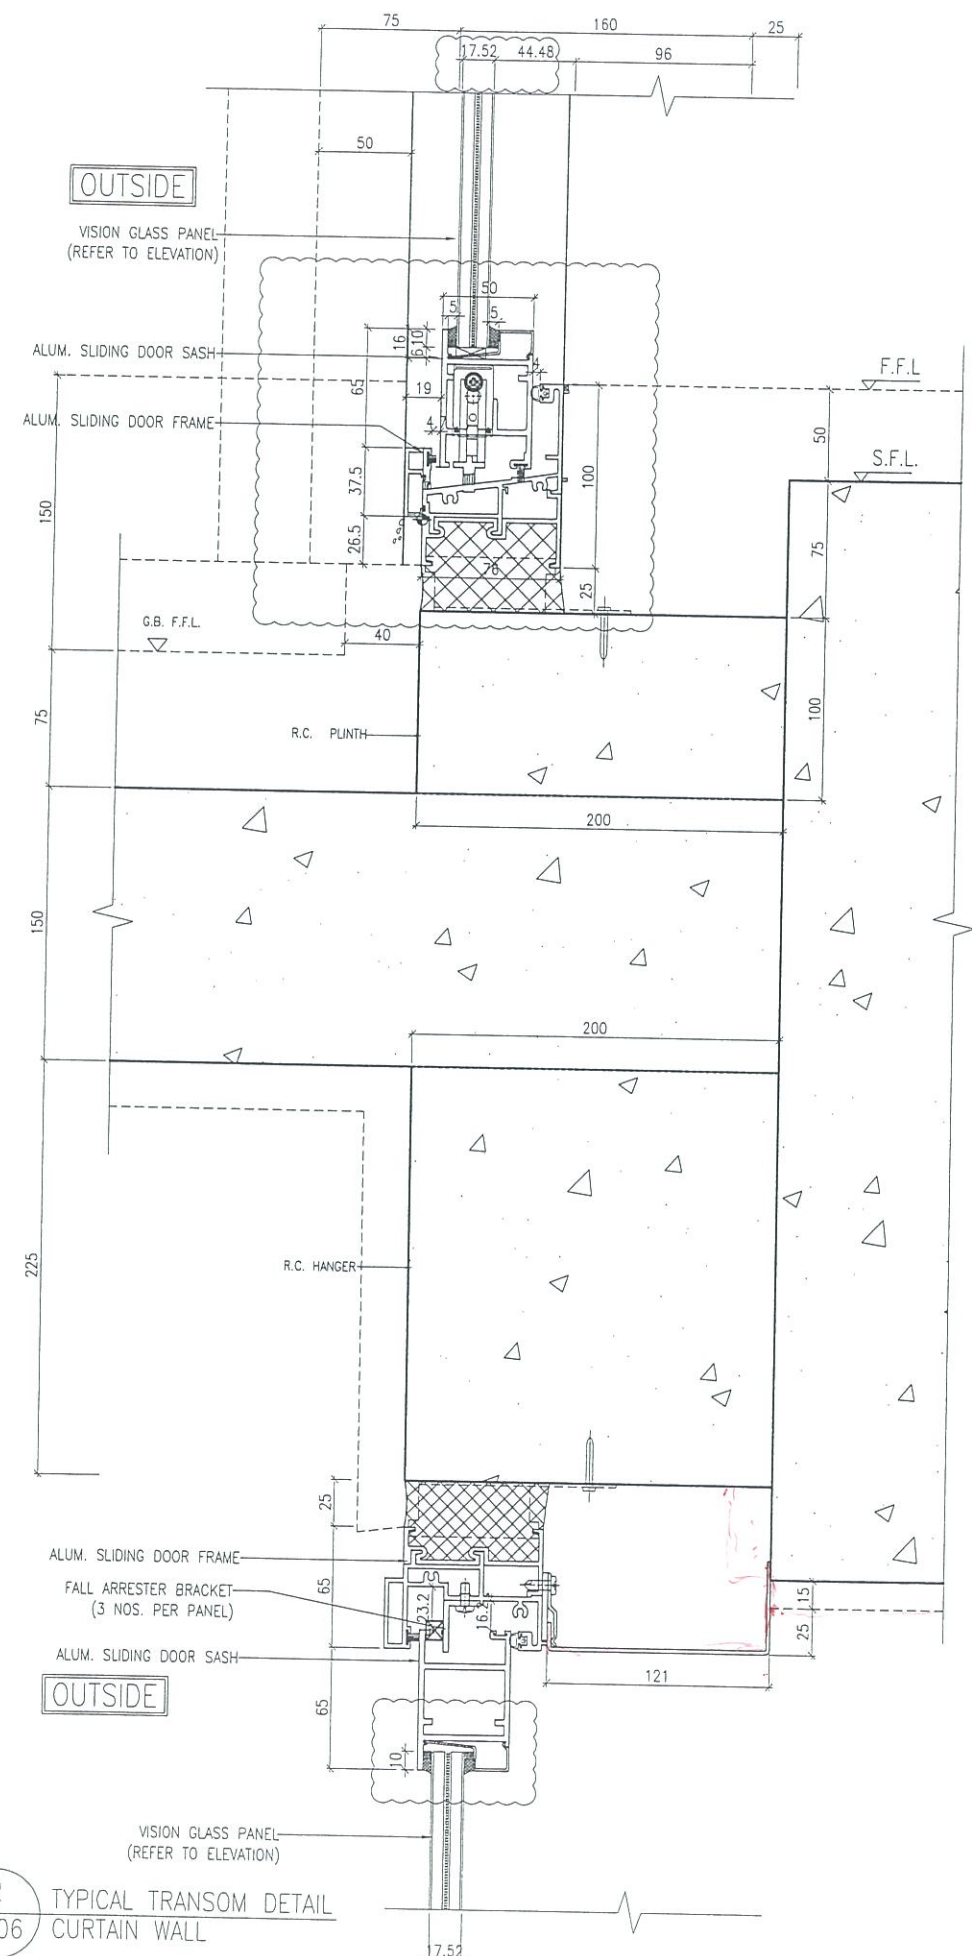 75 160 25
17.52 44.48 96
50
OUTSIDE
VISION GLASS PANEL
(REFER TO ELEVATION)
50
5 5
16 10
6
ALUM. SLIDING DOOR SASH
65
19
4
F.F.L
ALUM. SLIDING DOOR FRAME
4
50
S.F.L.
150
37.5
100
26.5
76
25
75
G.B. F.F.L.
40
75
R.C. PLINTH
100
200
150
200
225
R.C. HANGER
25
ALUM. SLIDING DOOR FRAME
FALL ARRESTER BRACKET
(3 NOS. PER PANEL)
65
23.2
16.2
15
25
ALUM. SLIDING DOOR SASH
OUTSIDE
121
65
10
VISION GLASS PANEL
(REFER TO ELEVATION)
TYPICAL TRANSOM DETAIL
06 CURTAIN WALL
17.52